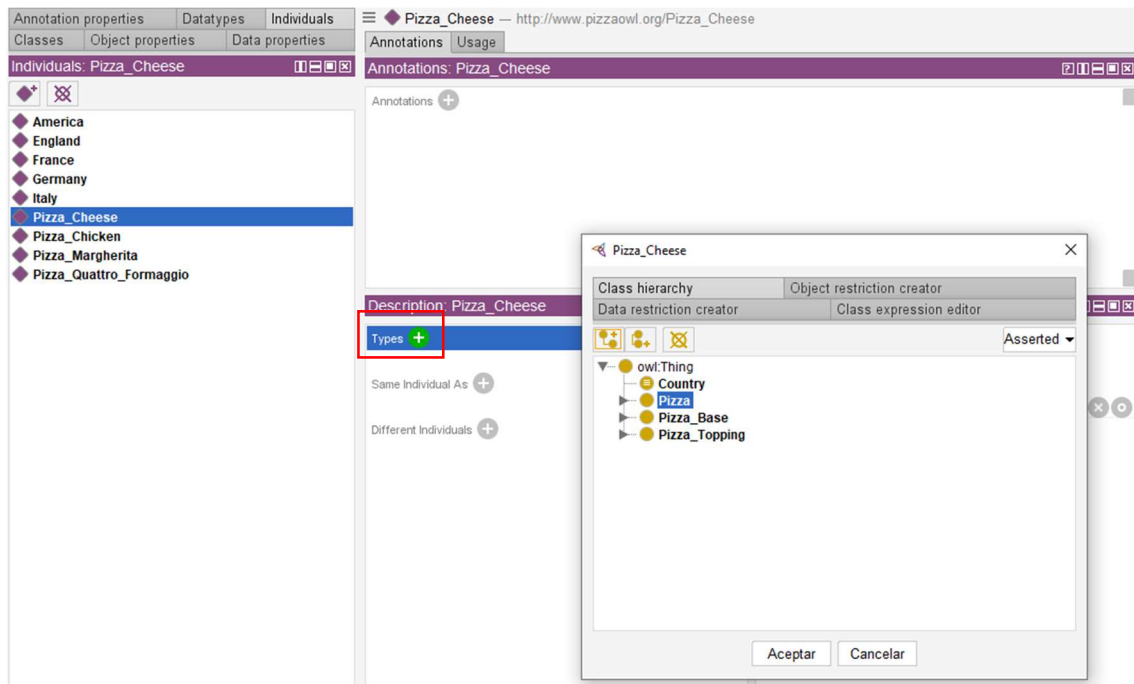 Annotation properties Datatypes Individuals
Classes Object properties Data properties
Individuals: Pizza_Cheese
America
England
France
Germany
Italy
Pizza_Cheese
Pizza_Chicken
Pizza_Margherita
Pizza_Quattro_Formaggio
Pizza_Cheese — http://www.pizzaowl.org/Pizza_Cheese
Annotations Usage
Annotations: Pizza_Cheese
Annotations
Description: Pizza_Cheese
Types
Same Individual As
Different Individuals
Pizza_Cheese
Class hierarchy Object restriction creator
Data restriction creator Class expression editor
Asserted
owl:Thing
Country
Pizza
Pizza_Base
Pizza_Topping
Aceptar Cancelar